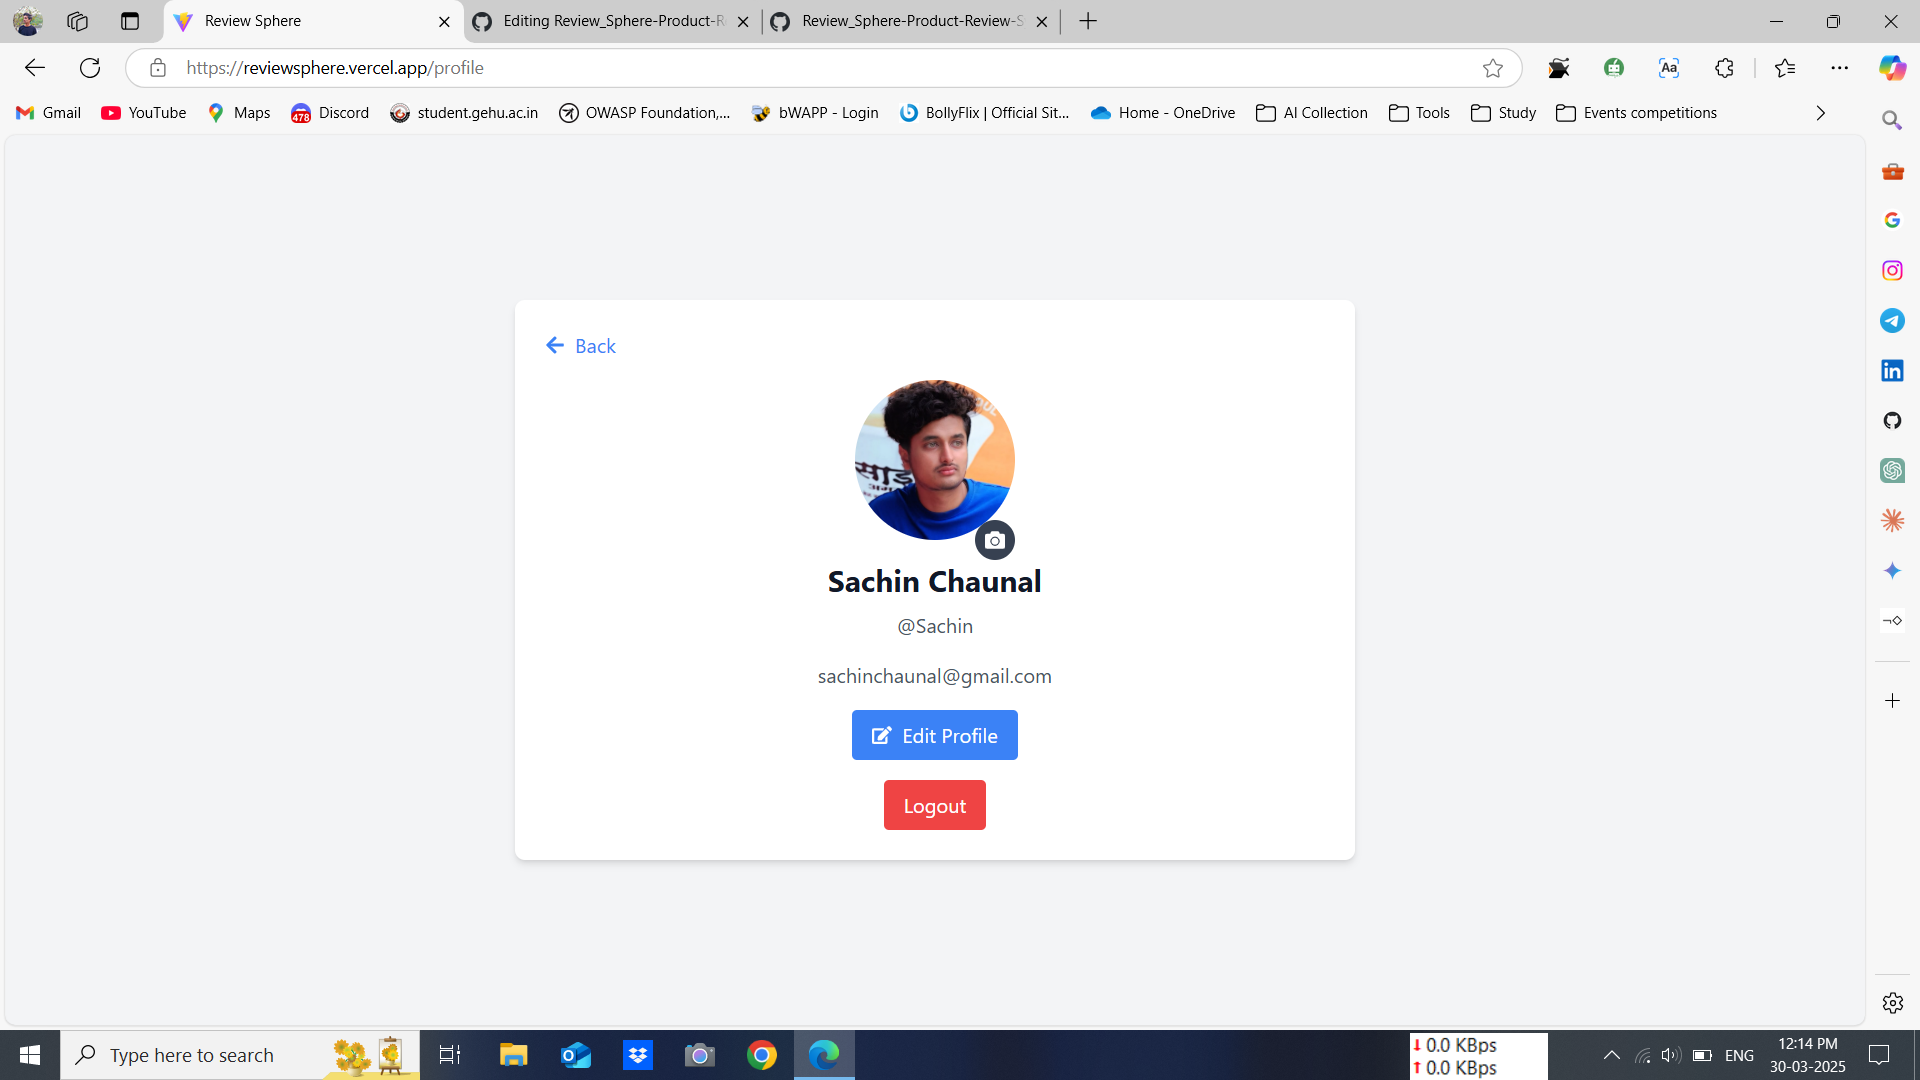 Review Sphere
Editing Review_Sphere-Product-R
Review_Sphere-Product-Review-S
https://reviewsphere.vercel.app/profile
Gmail
YouTube
Maps
Discord
478
student.gehu.ac.in
OWASP Foundation,...
bWAPP - Login
BollyFlix | Official Sit...
Home - OneDrive
AI Collection
Tools
Study
Events competitions
Back
Sachin Chaunal
@Sachin
sachinchaunal@gmail.com
Edit Profile
Logout
Type here to search
0.0 KBps
0.0 KBps
ENG
12:14 PM
30-03-2025